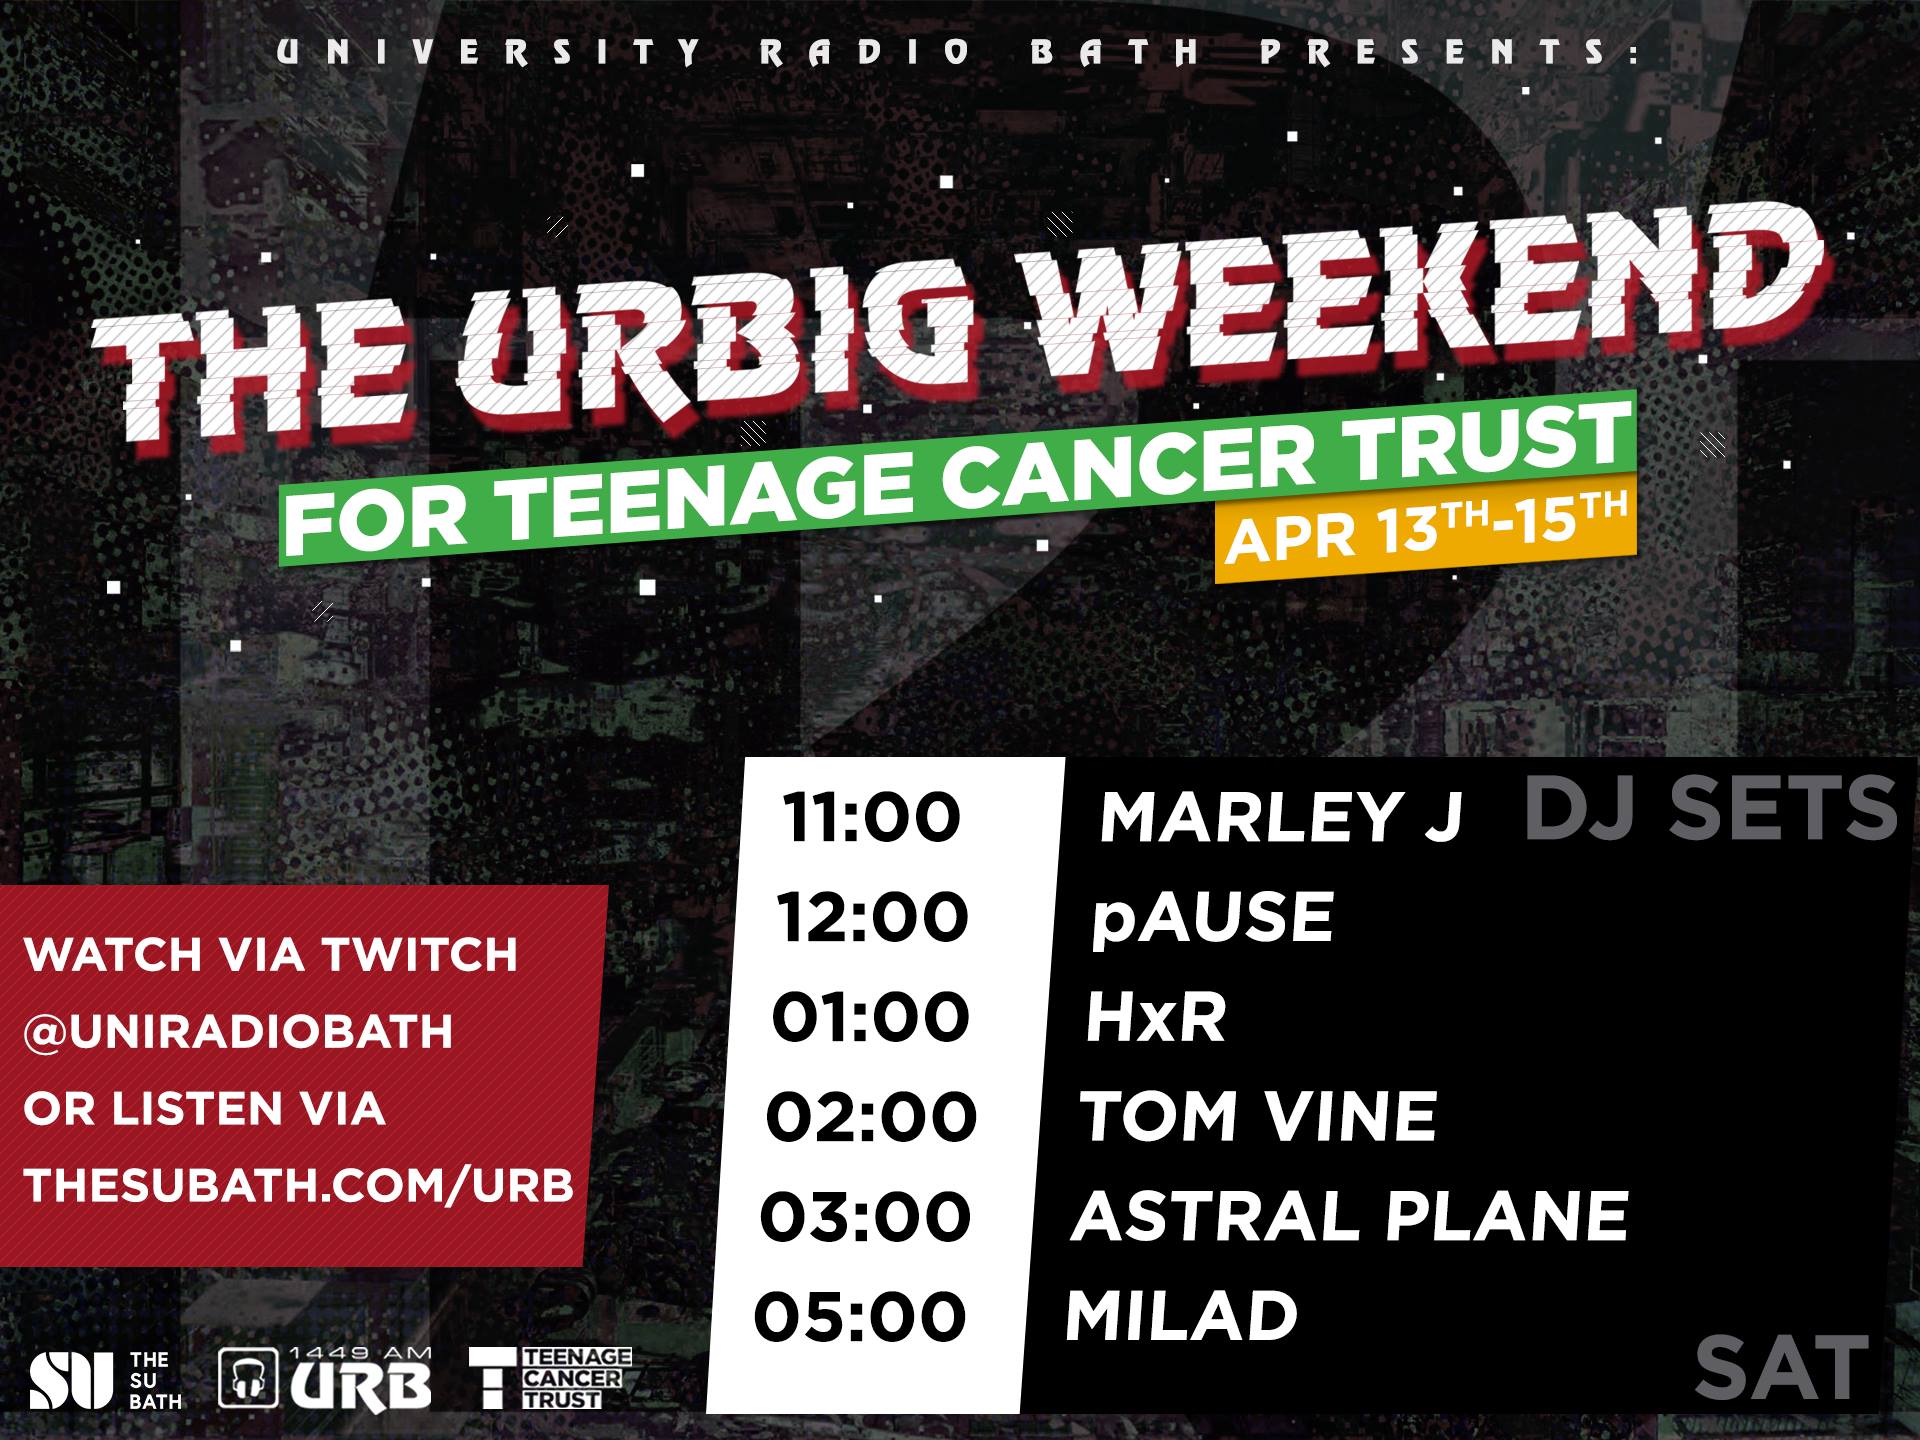 UNIVERSITY RADIO BATH PRESENTS:
THE URBIG WEEKEND
FOR TEENAGE CANCER TRUST
APR 13TH-15TH
DJ SETS
11:00 MARLEY J
12:00 pAUSE
01:00 HxR
02:00 TOM VINE
03:00 ASTRAL PLANE
05:00 MILAD
SAT
WATCH VIA TWITCH
@UNIRADIOBATH
OR LISTEN VIA
THESUBATH.COM/URB
SU
THE
SU
BATH
1449 AM
URB
TEENAGE
CANCER
TRUST